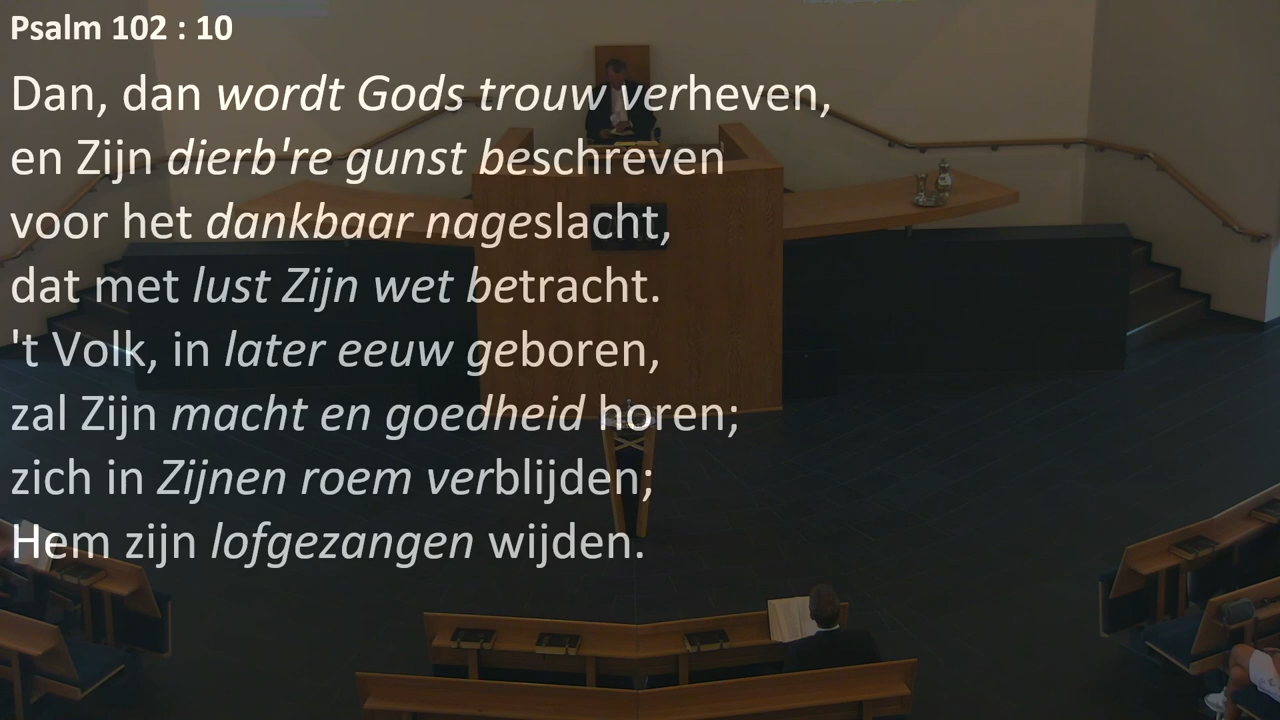 Psalm 102 : 10
Dan, dan wordt Gods trouw verheven,
en Zijn dierb're gunst beschreven
voor het dankbaar nageslacht,
dat met lust Zijn wet betracht.
't Volk, in later eeuw geboren,
zal Zijn macht en goedheid horen;
zich in Zijnen roem verblijden;
Hem zijn lofgezangen wijden.